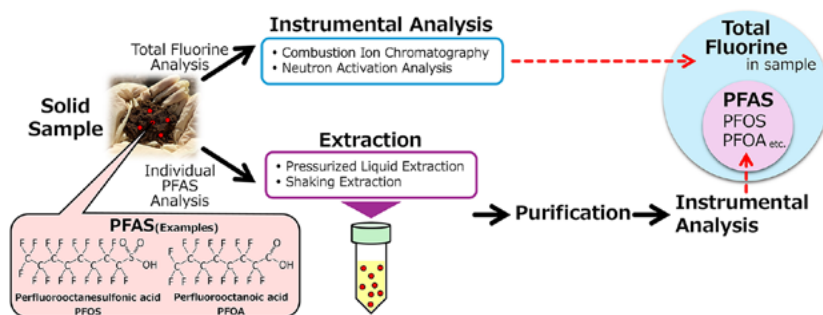 Instrumental Analysis
Total Fluorine
Analysis
• Combustion Ion Chromatography
• Neutron Activation Analysis
Total
Fluorine
in sample
PFAS
PFOS
PFOA etc.
Solid
Sample
Extraction
Individual
PFAS
Analysis
• Pressurized Liquid Extraction
• Shaking Extraction
Purification
Instrumental
Analysis
PFAS(Examples)
F F F F F F F F O O
C C C C C C C C S OH
F F F F F F F F F
Perfluorooctanesulfonic acid
PFOS
F F F F F F F O
C C C C C C C C OH
F F F F F F F F
Perfluorooctanoic acid
PFOA